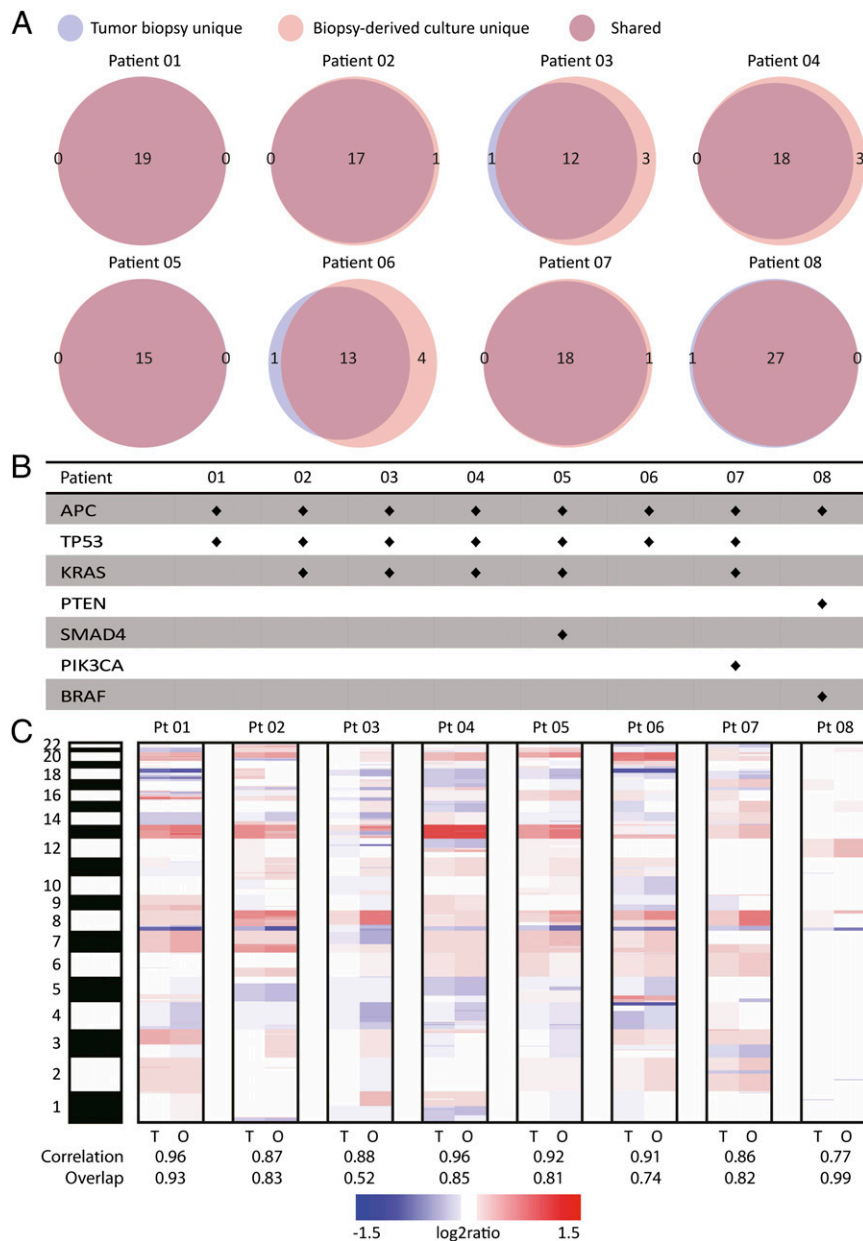 A
Tumor biopsy unique Biopsy-derived culture unique Shared
Patient 01 Patient 02 Patient 03 Patient 04
0 19 0 0 17 1 1 12 3 0 18 3
Patient 05 Patient 06 Patient 07 Patient 08
0 15 0 1 13 4 0 18 1 1 27 0
B
Patient 01 02 03 04 05 06 07 08
APC ◆ ◆ ◆ ◆ ◆ ◆ ◆ ◆
TP53 ◆ ◆ ◆ ◆ ◆ ◆ ◆
KRAS ◆ ◆ ◆ ◆ ◆
PTEN ◆
SMAD4 ◆
PIK3CA ◆
BRAF ◆
C
Pt 01 Pt 02 Pt 03 Pt 04 Pt 05 Pt 06 Pt 07 Pt 08
22
20
18
16
14
12
10
9
8
7
6
5
4
3
2
1
T O T O T O T O T O T O T O T O
Correlation 0.96 0.87 0.88 0.96 0.92 0.91 0.86 0.77
Overlap 0.93 0.83 0.52 0.85 0.81 0.74 0.82 0.99
-1.5 log2ratio 1.5